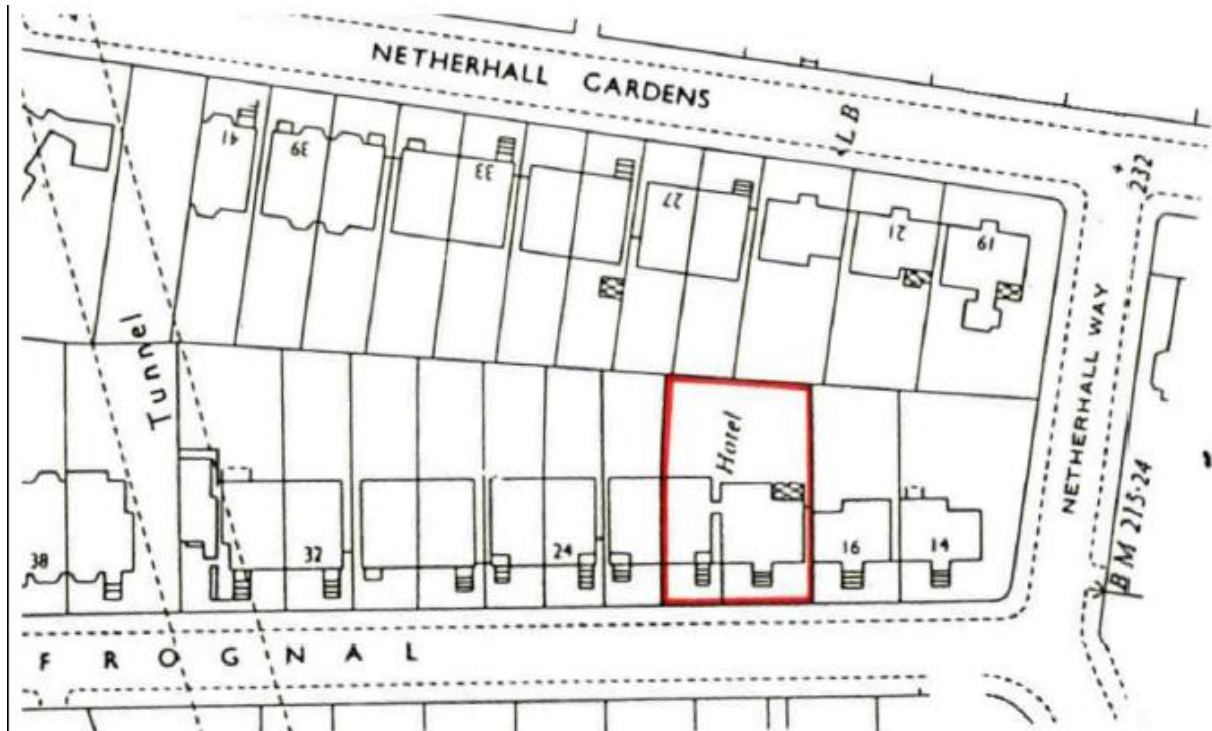 NETHERHALL GARDENS
LB
232
41
39
33
27
21
19
Tunnel
NETHERHALL WAY
Hotel
BM 215·24
38
32
24
16
14
FROGNAL